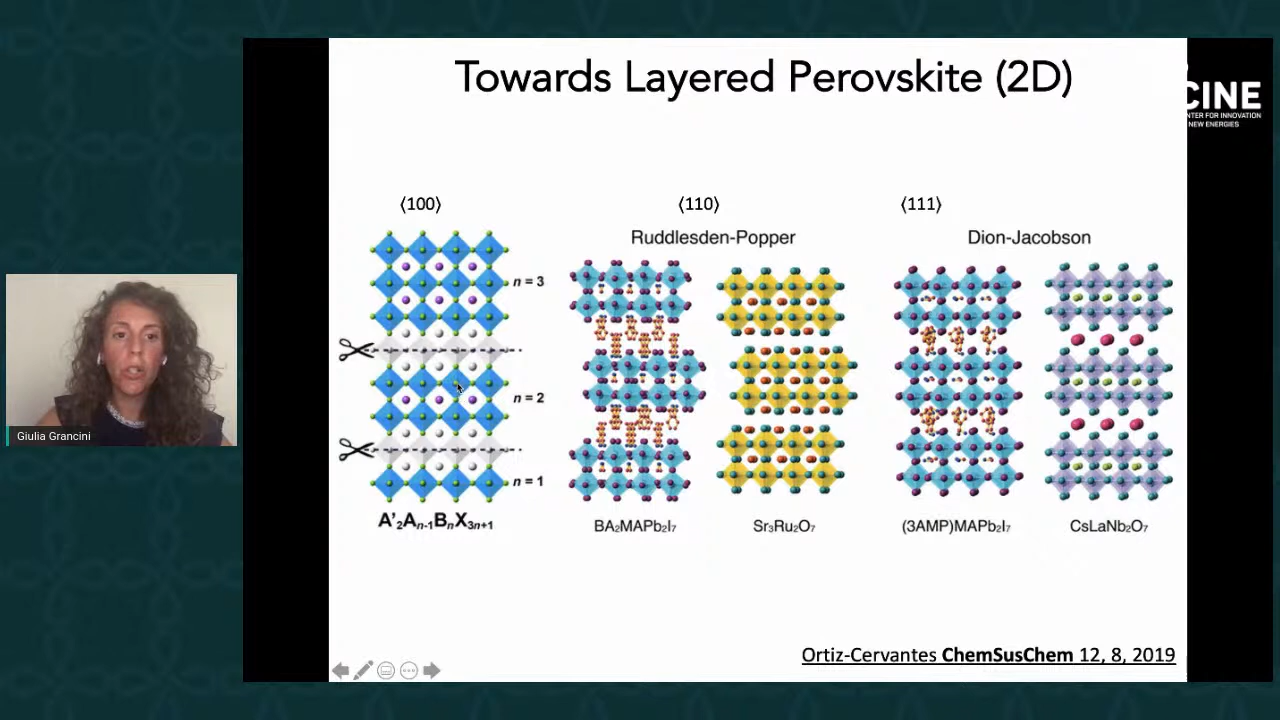 Towards Layered Perovskite (2D)
CINE
NTER FOR INNOVATION
NEW ENERGIES
⟨100⟩
⟨110⟩
⟨111⟩
Ruddlesden-Popper
Dion-Jacobson
n = 3
n = 2
n = 1
A'₂Aₙ₋₁BₙX₃ₙ₊₁
BA₂MAPb₂I₇
Sr₃Ru₂O₇
(3AMP)MAPb₂I₇
CsLaNb₂O₇
Giulia Grancini
Ortiz-Cervantes ChemSusChem 12, 8, 2019